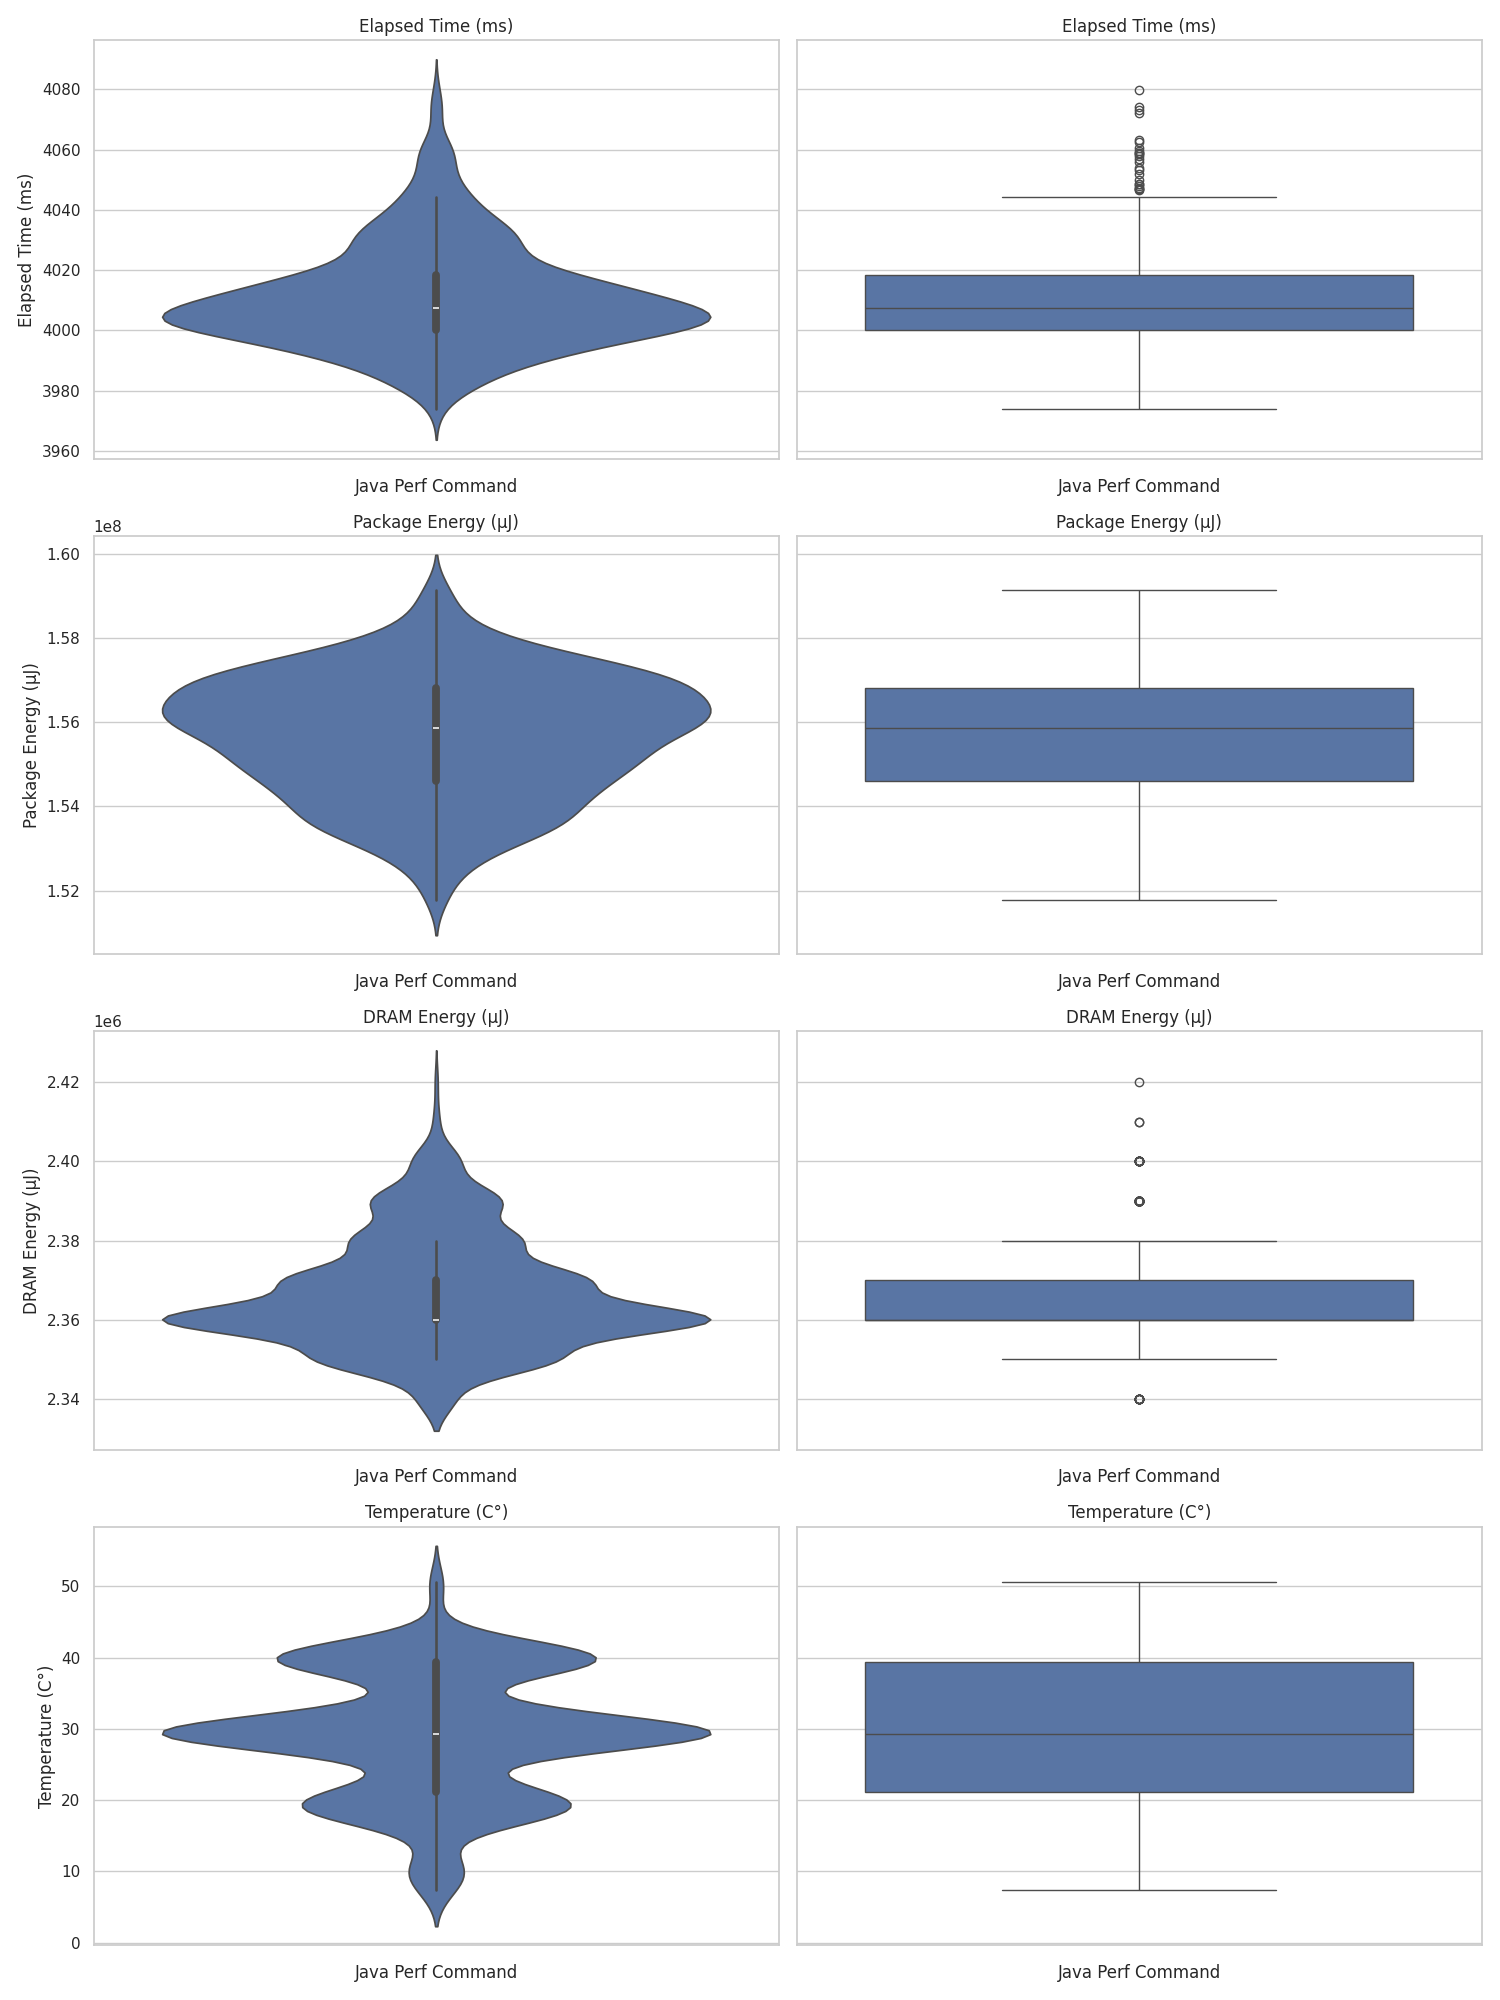 Elapsed Time (ms)
Elapsed Time (ms)
Elapsed Time (ms)
4080
4060
4040
4020
4000
3980
3960
Java Perf Command
Java Perf Command
Package Energy (µJ)
Package Energy (µJ)
1e8
Package Energy (µJ)
1.60
1.58
1.56
1.54
1.52
Java Perf Command
Java Perf Command
DRAM Energy (µJ)
DRAM Energy (µJ)
1e6
DRAM Energy (µJ)
2.42
2.40
2.38
2.36
2.34
Java Perf Command
Java Perf Command
Temperature (C°)
Temperature (C°)
Temperature (C°)
50
40
30
20
10
0
Java Perf Command
Java Perf Command